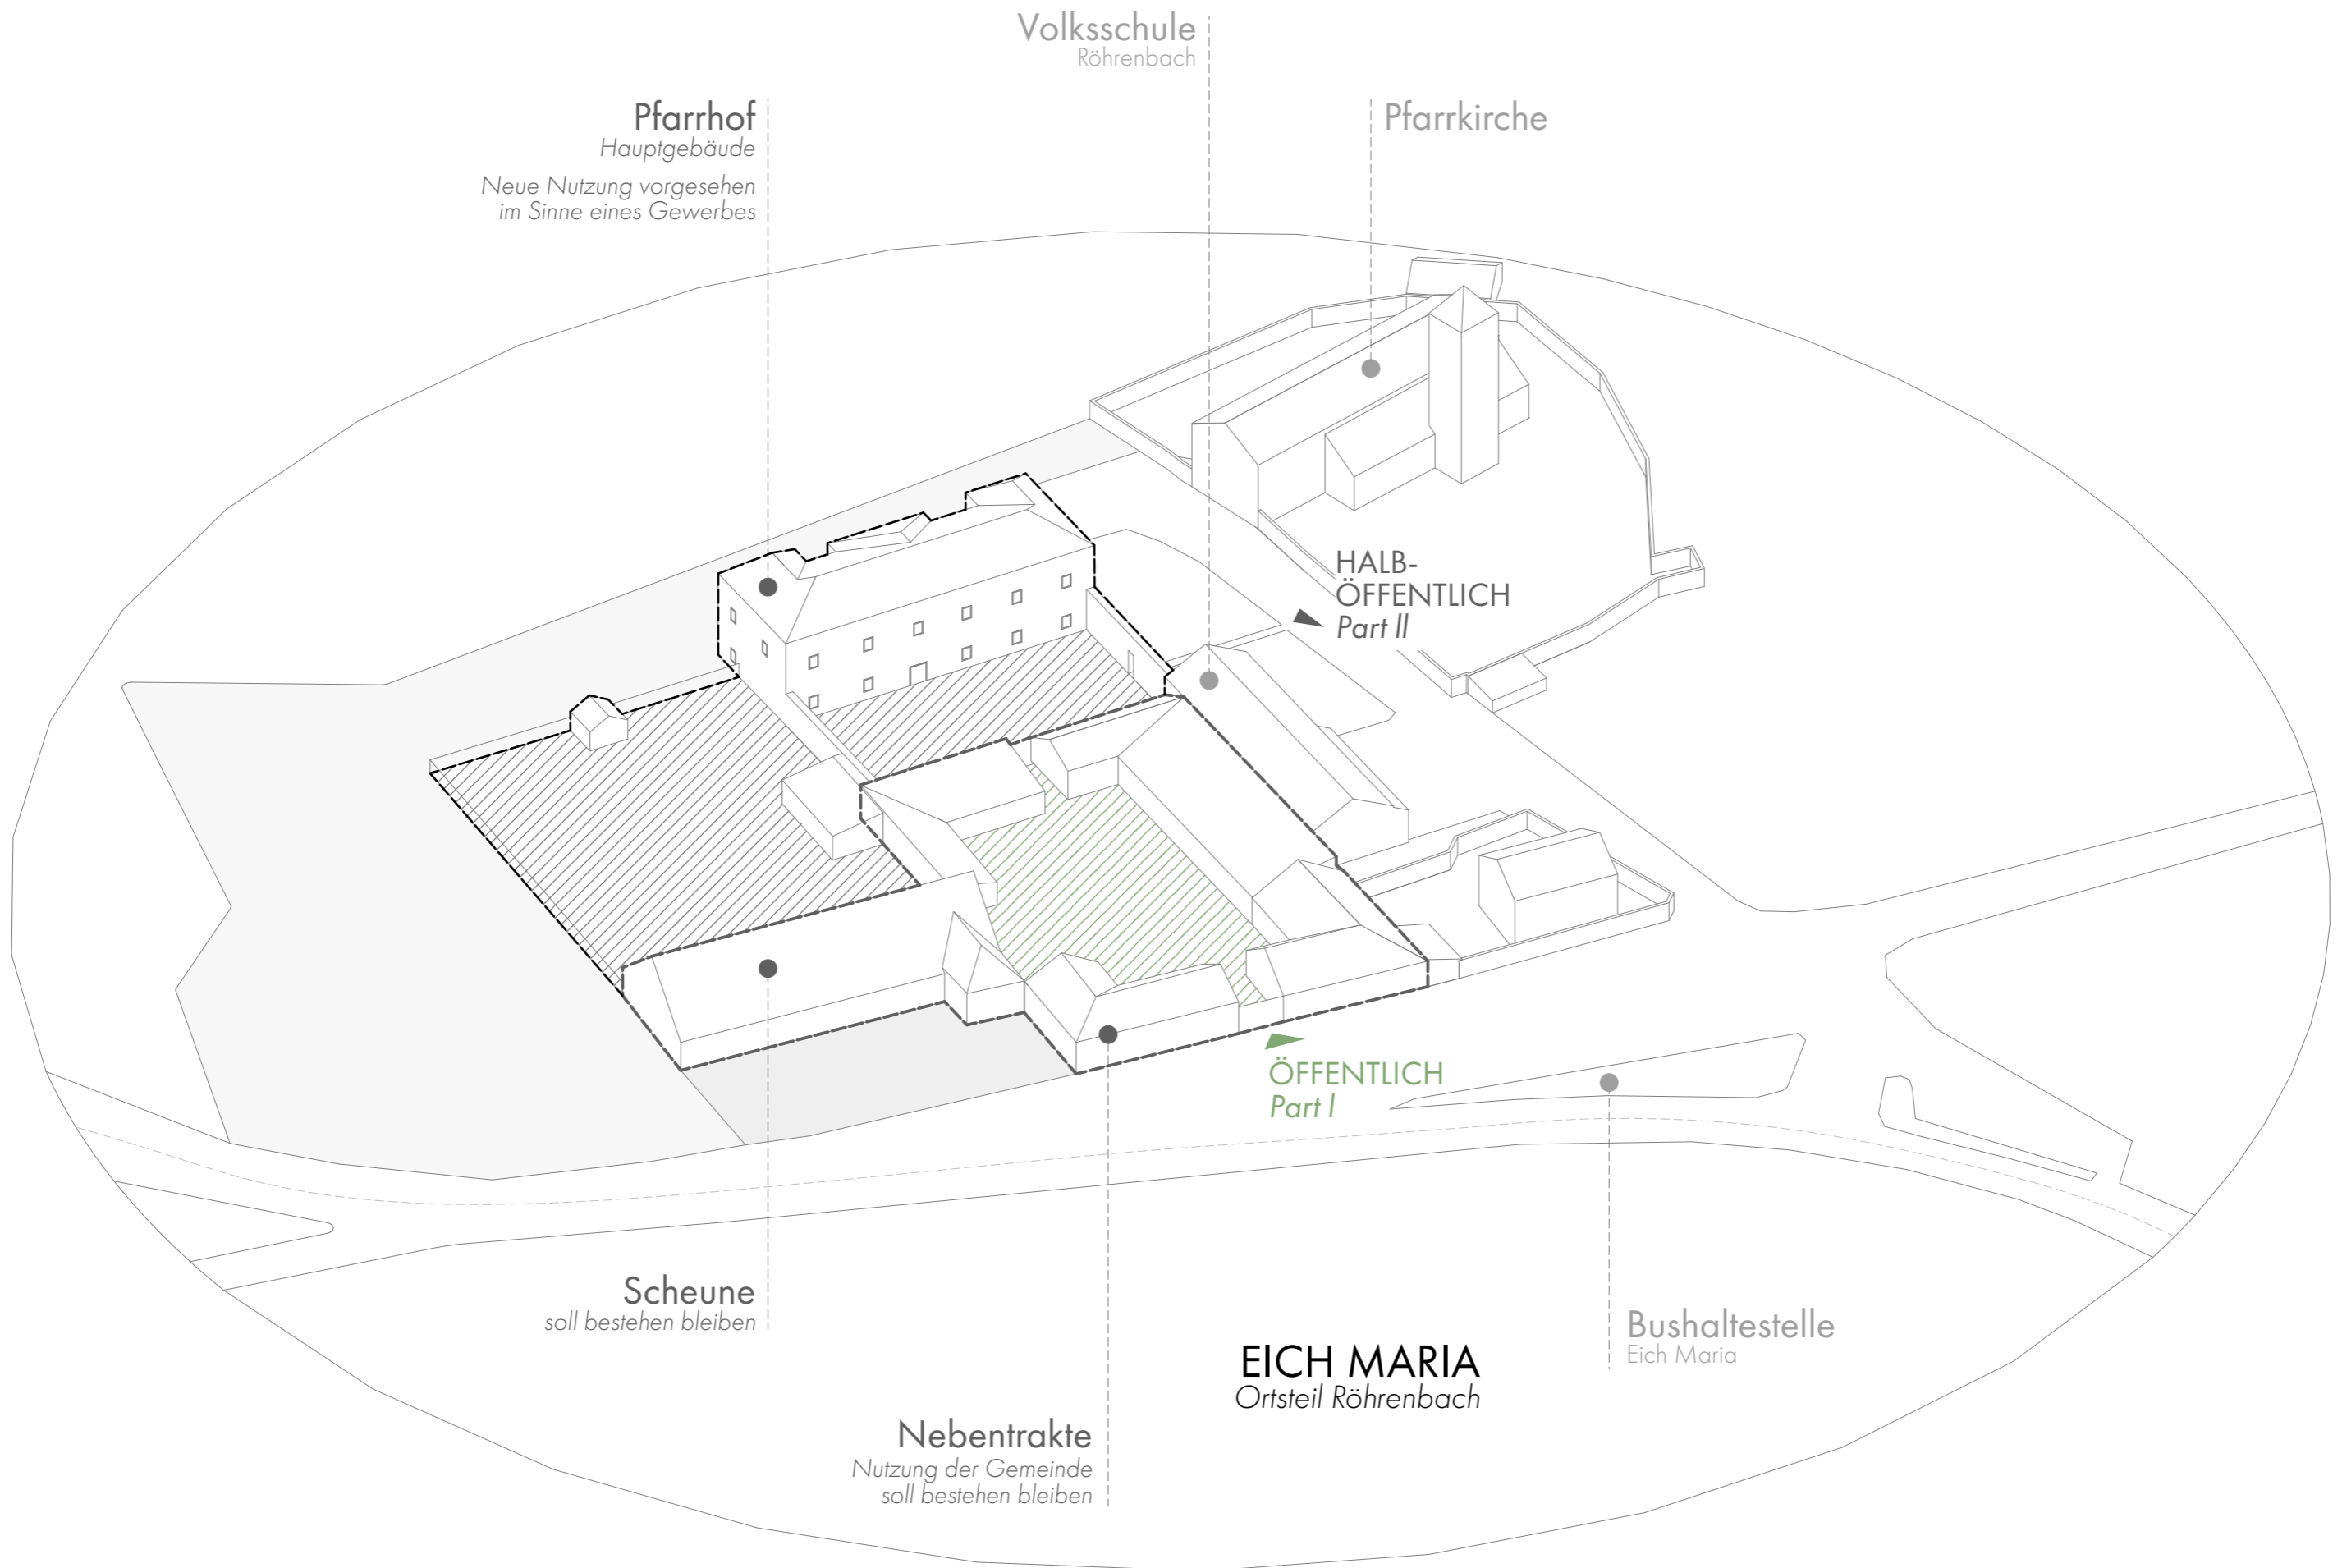 Volksschule
Röhrenbach
Pfarrhof
Hauptgebäude
Neue Nutzung vorgesehen
im Sinne eines Gewerbes
Pfarrkirche
HALB-
ÖFFENTLICH
Part II
ÖFFENTLICH
Part I
Scheune
soll bestehen bleiben
Bushaltestelle
Eich Maria
EICH MARIA
Ortsteil Röhrenbach
Nebentrakte
Nutzung der Gemeinde
soll bestehen bleiben